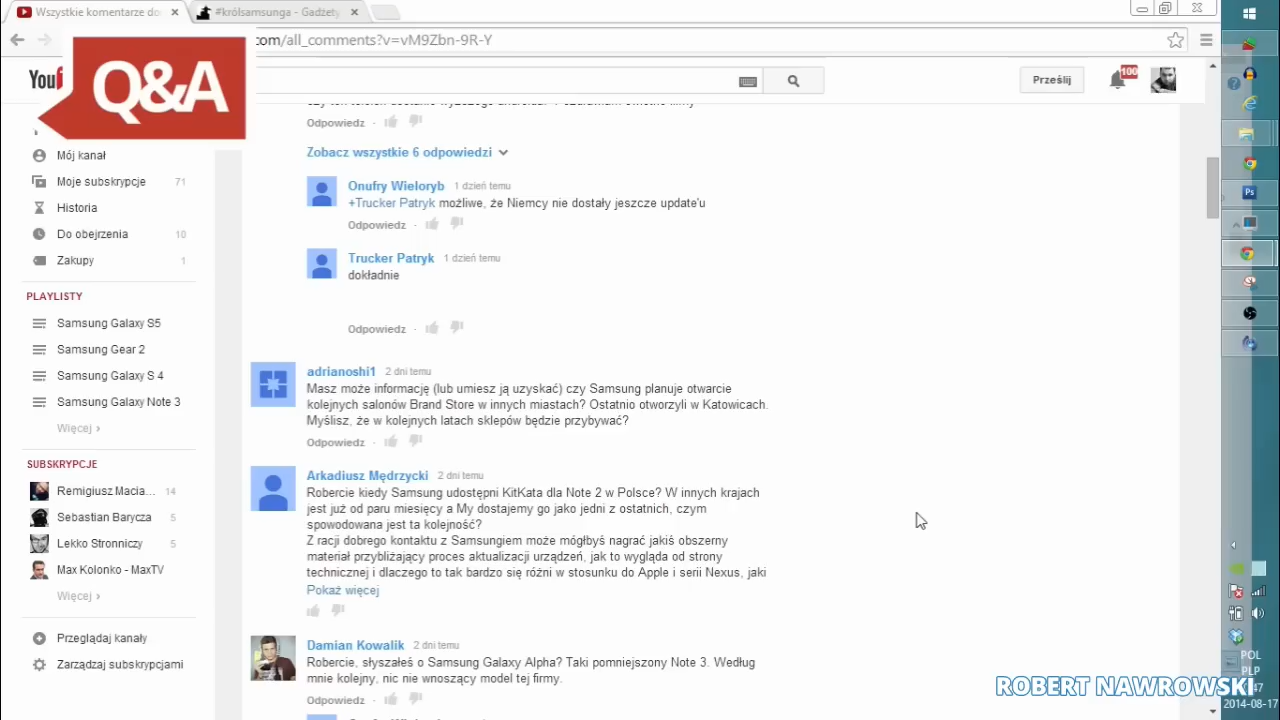 Wszystkie komentarze do
#królsamsunga - Gadżety
com/all_comments?v=vM9Zbn-9R-Y
You
Q&A
Prześlij
100
Odpowiedz
Mój kanał
Zobacz wszystkie 6 odpowiedzi
Moje subskrypcje 71
Onufry Wieloryb 1 dzień temu
+Trucker Patryk możliwe, że Niemcy nie dostały jeszcze update'u
Odpowiedz
Historia
Do obejrzenia 10
Zakupy 1
Trucker Patryk 1 dzień temu
dokładnie
Odpowiedz
PLAYLISTY
Samsung Galaxy S5
Samsung Gear 2
Samsung Galaxy S 4
Samsung Galaxy Note 3
Więcej ›
adrianoshi1 2 dni temu
Masz może informację (lub umiesz ją uzyskać) czy Samsung planuje otwarcie
kolejnych salonów Brand Store w innych miastach? Ostatnio otworzyli w Katowicach.
Myślisz, że w kolejnych latach sklepów będzie przybywać?
Odpowiedz
SUBSKRYPCJE
Remigiusz Macia... 14
Sebastian Barycza 5
Lekko Stronniczy 5
Max Kolonko - MaxTV
Więcej ›
Arkadiusz Mędrzycki 2 dni temu
Robercie kiedy Samsung udostępni KitKata dla Note 2 w Polsce? W innych krajach
jest już od paru miesięcy a My dostajemy go jako jedni z ostatnich, czym
spowodowana jest ta kolejność?
Z racji dobrego kontaktu z Samsungiem może mógłbyś nagrać jakiś obszerny
materiał przybliżający proces aktualizacji urządzeń, jak to wygląda od strony
technicznej i dlaczego to tak bardzo się różni w stosunku do Apple i serii Nexus, jaki
Pokaż więcej
Przeglądaj kanały
Zarządzaj subskrypcjami
Damian Kowalik 2 dni temu
Robercie, słyszałeś o Samsung Galaxy Alpha? Taki pomniejszony Note 3. Według
mnie kolejny, nic nie wnoszący model tej firmy.
Odpowiedz
Ps
POL
PLP
47
ROBERT NAWROWSKI
2014-08-17